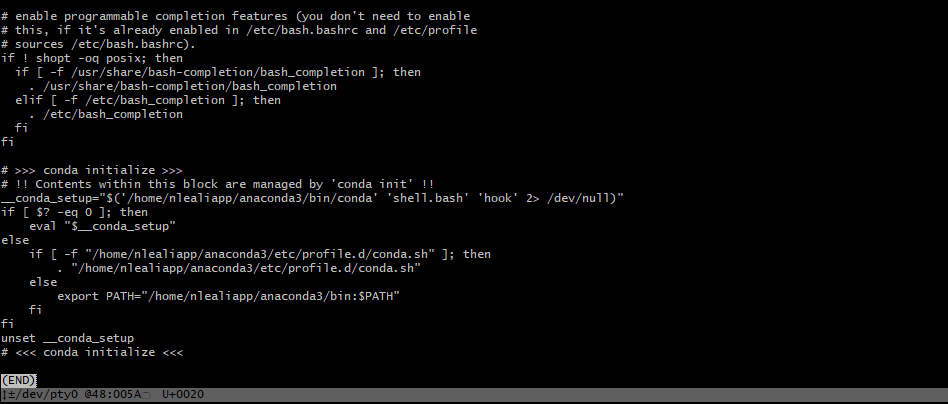 # enable programmable completion features (you don't need to enable
# this, if it's already enabled in /etc/bash.bashrc and /etc/profile
# sources /etc/bash.bashrc).
if ! shopt -oq posix; then
  if [ -f /usr/share/bash-completion/bash_completion ]; then
    . /usr/share/bash-completion/bash_completion
  elif [ -f /etc/bash_completion ]; then
    . /etc/bash_completion
  fi
fi

# >>> conda initialize >>>
# !! Contents within this block are managed by 'conda init' !!
__conda_setup="$('/home/nlealiapp/anaconda3/bin/conda' 'shell.bash' 'hook' 2> /dev/null)"
if [ $? -eq 0 ]; then
    eval "$__conda_setup"
else
    if [ -f "/home/nlealiapp/anaconda3/etc/profile.d/conda.sh" ]; then
        . "/home/nlealiapp/anaconda3/etc/profile.d/conda.sh"
    else
        export PATH="/home/nlealiapp/anaconda3/bin:$PATH"
    fi
fi
unset __conda_setup
# <<< conda initialize <<<

(END)
±/dev/pty0 @48:005A U+0020